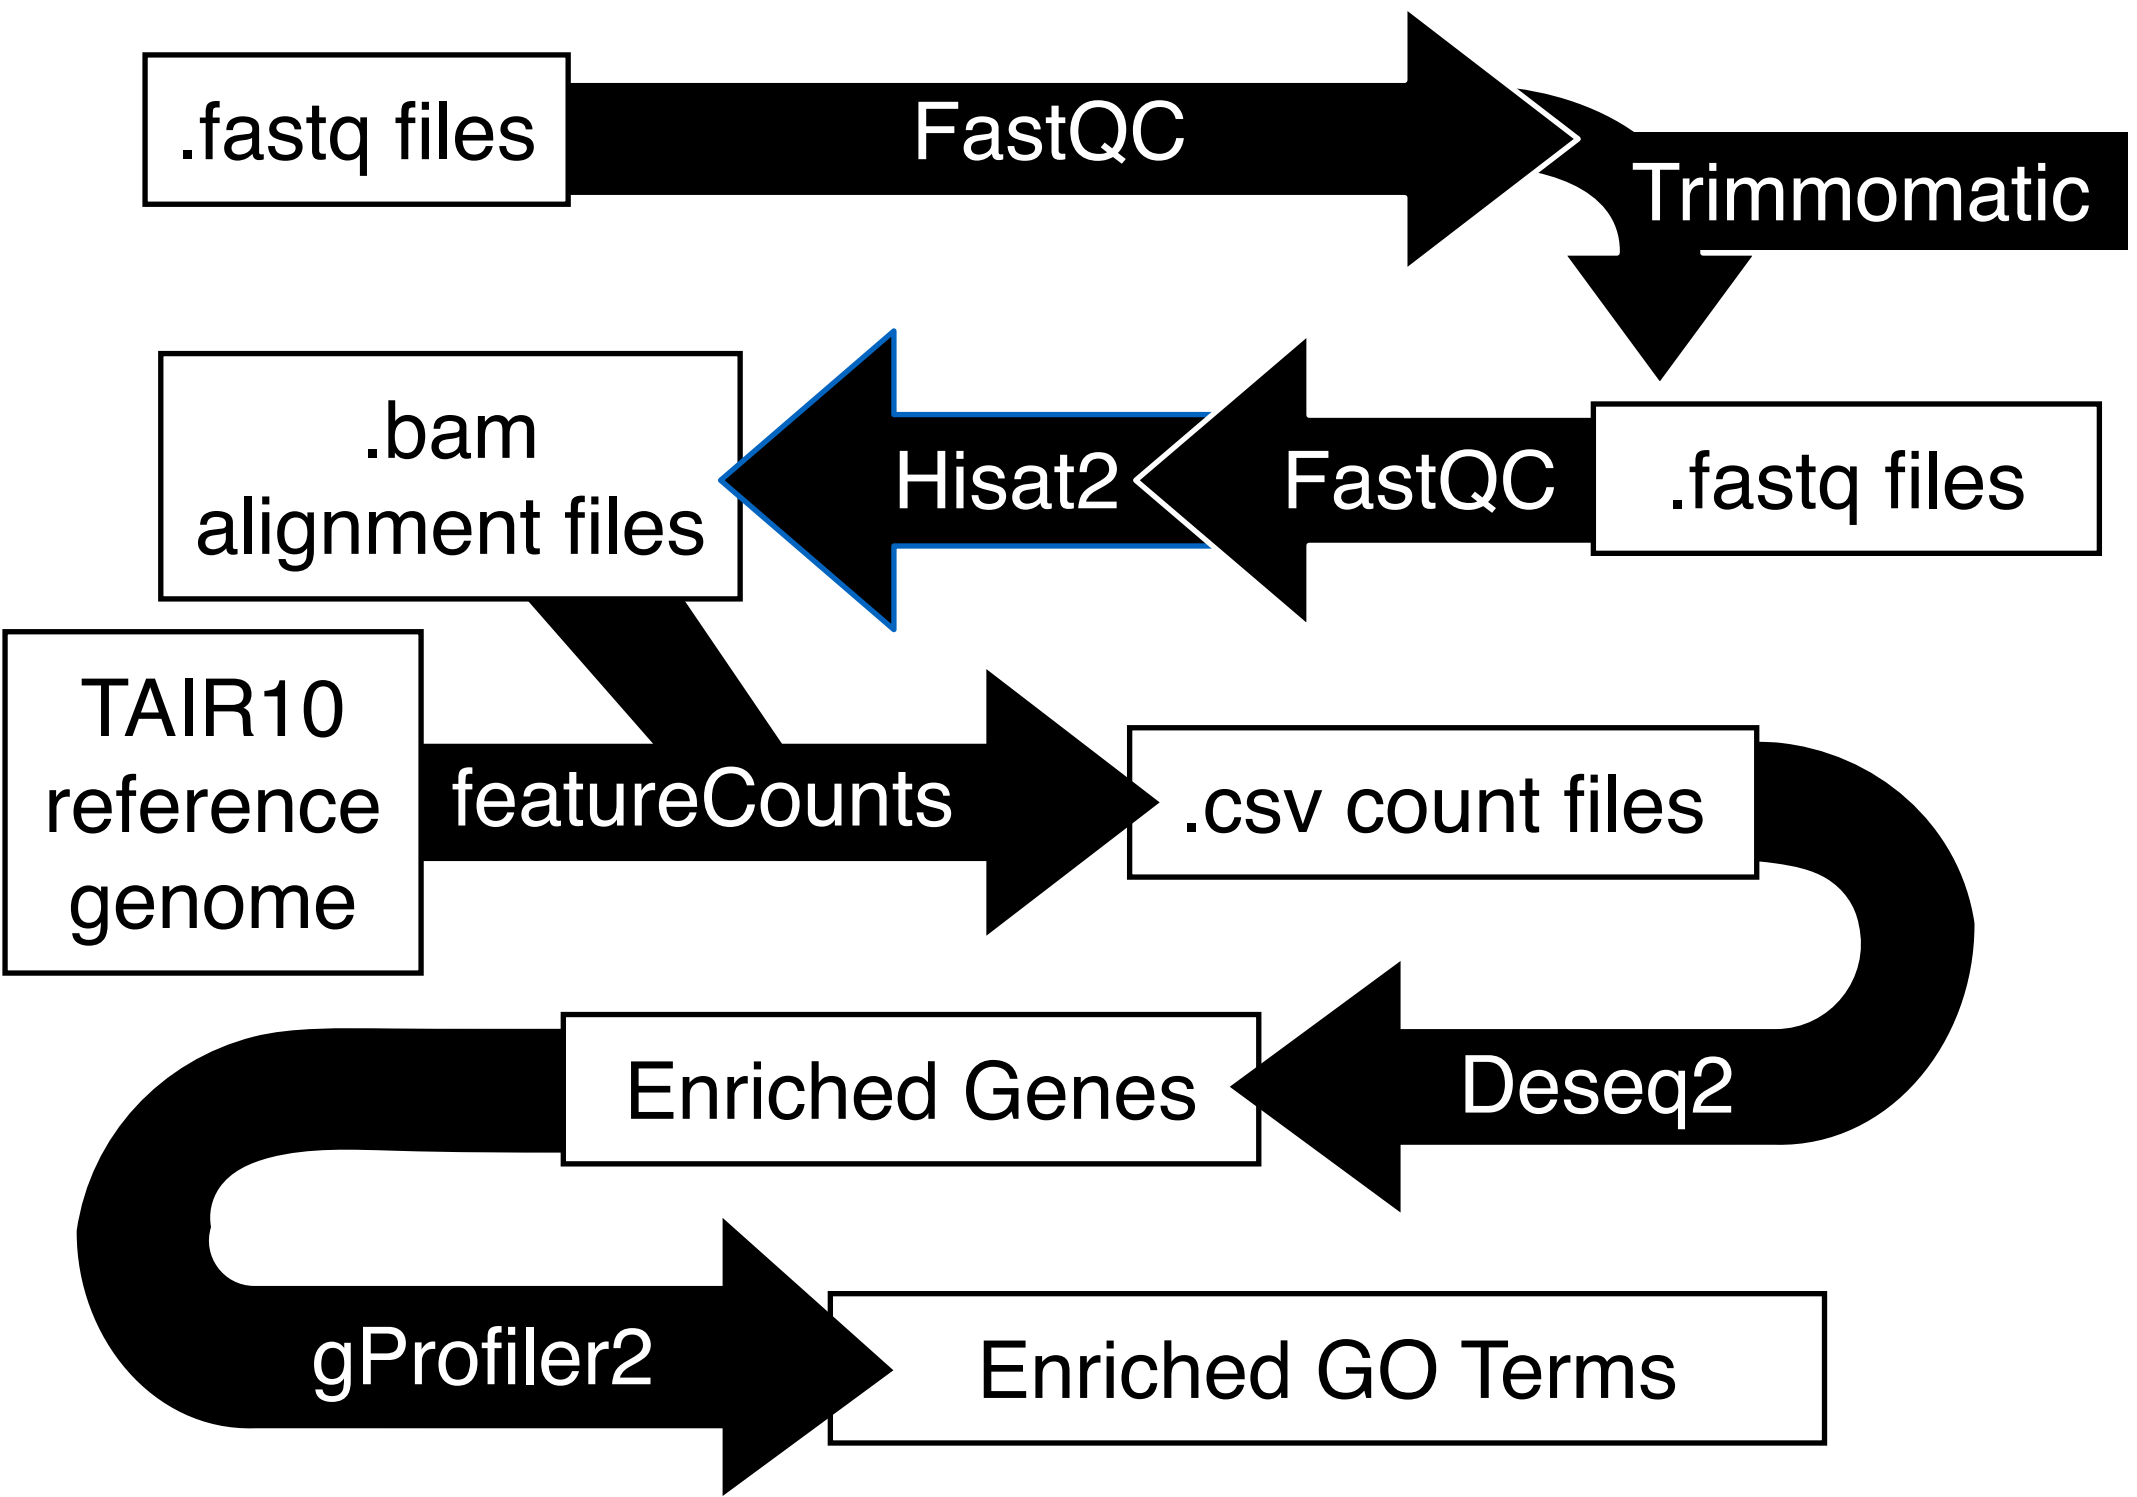 .fastq files
FastQC
Trimmomatic
.bam
alignment files
Hisat2
FastQC
.fastq files
TAIR10
reference
genome
featureCounts
.csv count files
Enriched Genes
Deseq2
gProfiler2
Enriched GO Terms